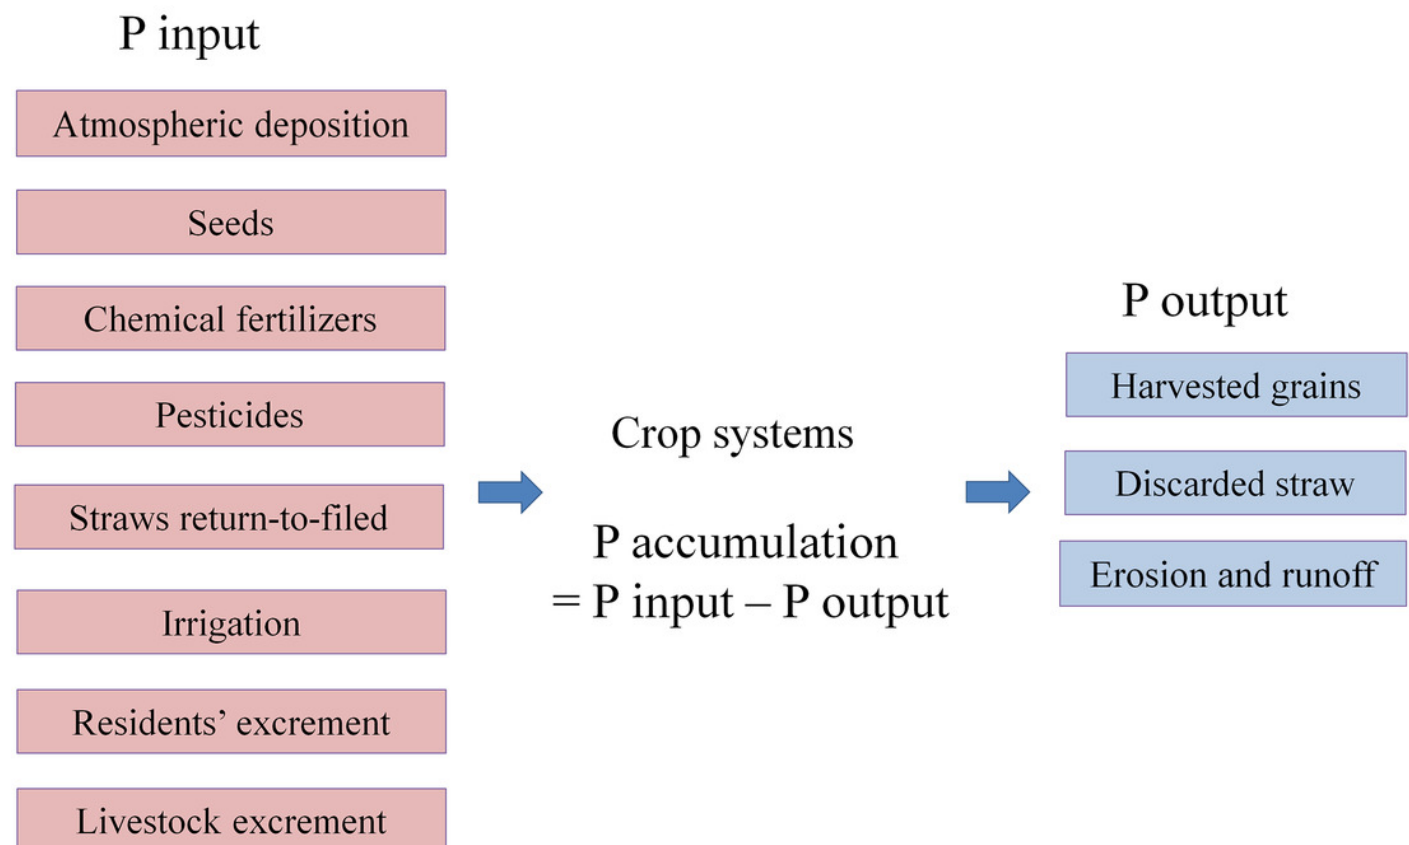 P input
Atmospheric deposition
Seeds
Chemical fertilizers
Pesticides
Straws return-to-filed
Irrigation
Residents’ excrement
Livestock excrement
Crop systems
P accumulation
= P input – P output
P output
Harvested grains
Discarded straw
Erosion and runoff